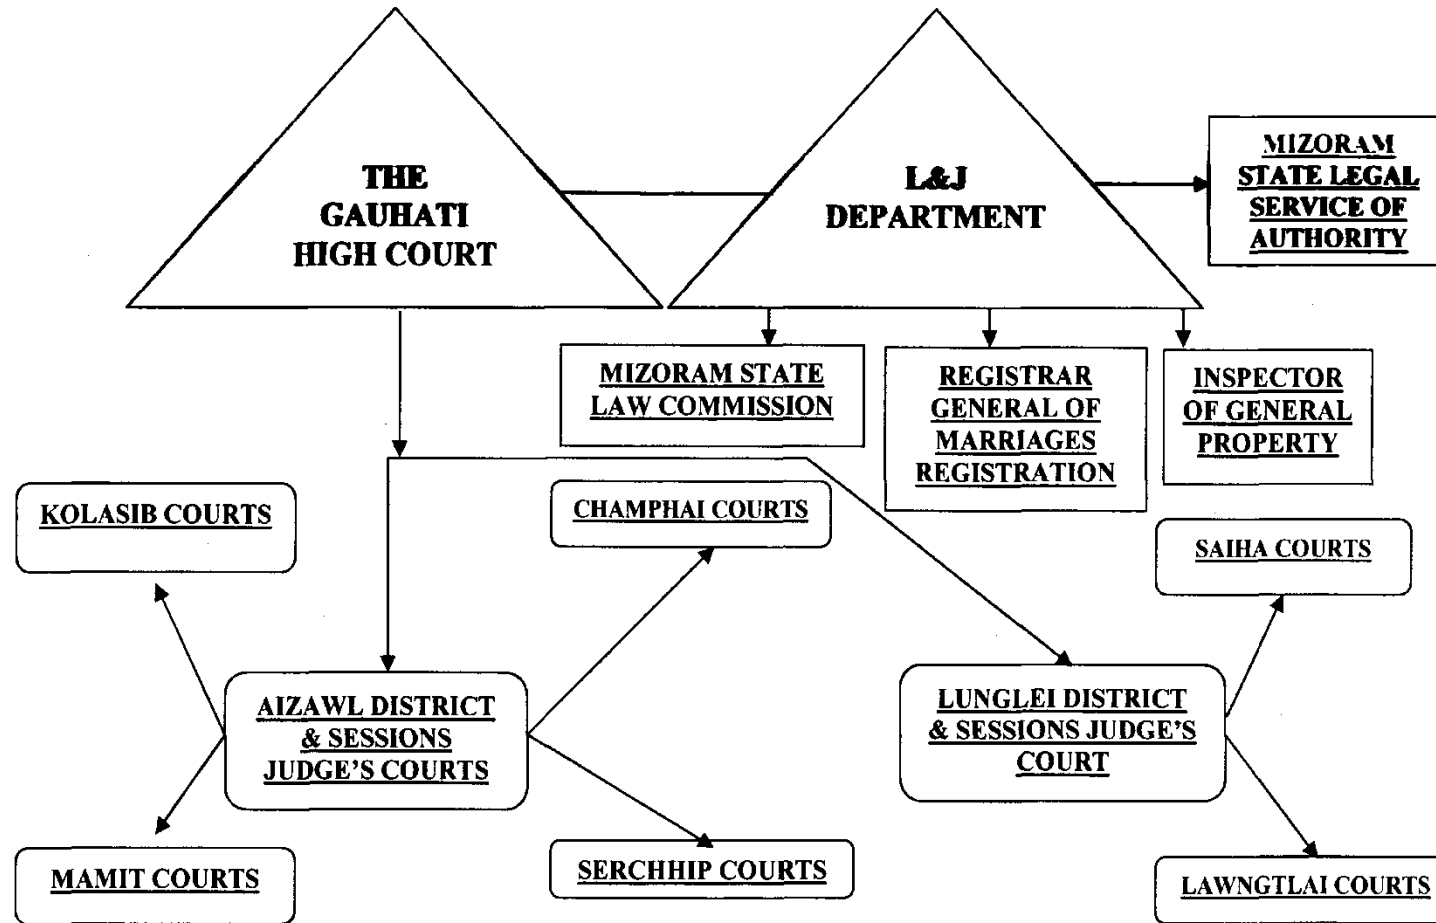 THE
GAUHATI
HIGH COURT
L&J
DEPARTMENT
MIZORAM
STATE LEGAL
SERVICE OF
AUTHORITY
MIZORAM STATE
LAW COMMISSION
REGISTRAR
GENERAL OF
MARRIAGES
REGISTRATION
INSPECTOR
OF GENERAL
PROPERTY
KOLASIB COURTS
CHAMPHAI COURTS
SAIHA COURTS
AIZAWL DISTRICT
& SESSIONS
JUDGE'S COURTS
LUNGLEI DISTRICT
& SESSIONS JUDGE'S
COURT
MAMIT COURTS
SERCHHIP COURTS
LAWNGTLAI COURTS